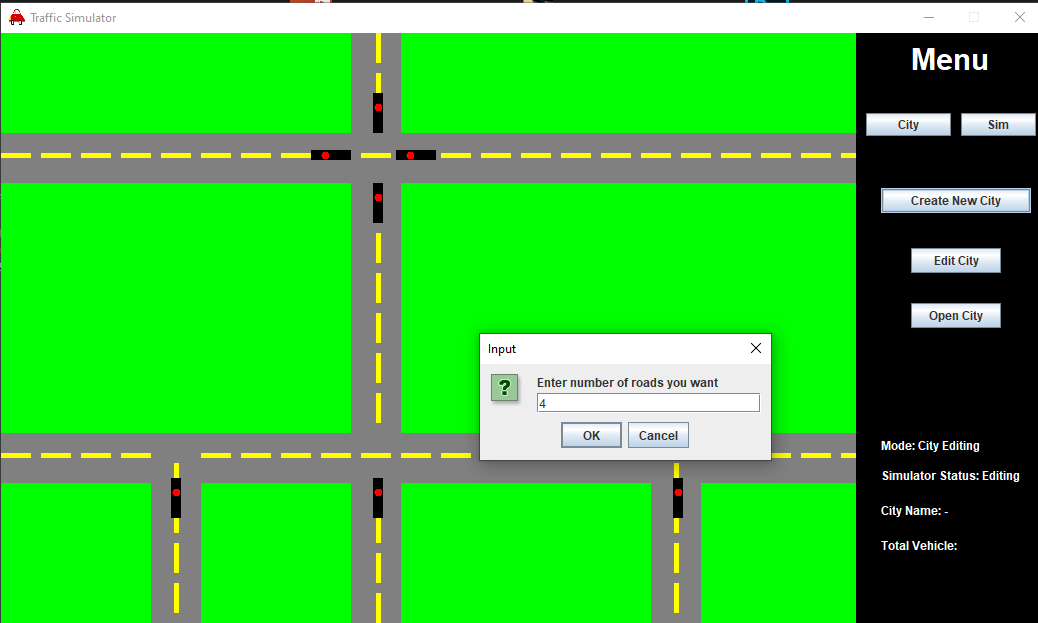 Traffic Simulator
Menu
City
Sim
Create New City
Edit City
Open City
Input
?
Enter number of roads you want
4
OK
Cancel
Mode: City Editing
Simulator Status: Editing
City Name: -
Total Vehicle: